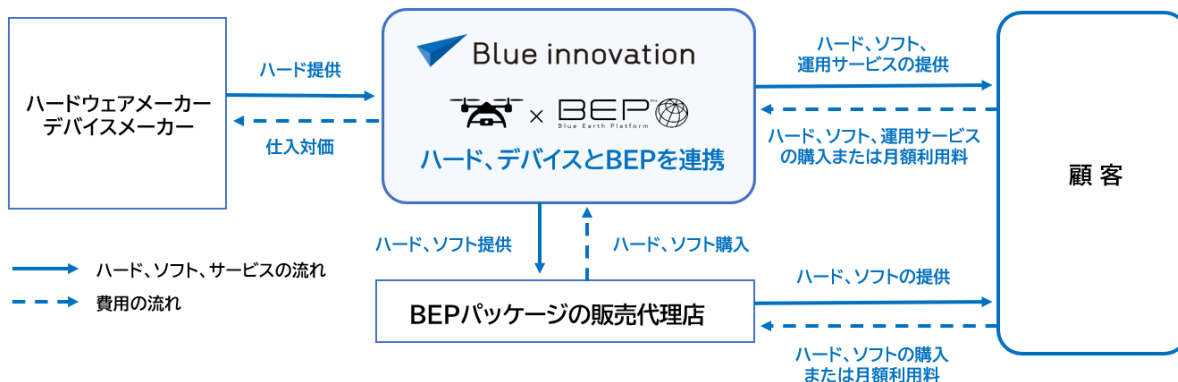 ハードウェアメーカー
デバイスメーカー
ハード提供
仕入対価
Blue innovation
× BEP™
Blue Earth Platform
ハード、デバイスとBEPを連携
ハード、ソフト、
運用サービスの提供
ハード、ソフト、運用サービス
の購入または月額利用料
顧 客
ハード、ソフト提供
ハード、ソフト購入
BEPパッケージの販売代理店
ハード、ソフトの提供
ハード、ソフトの購入
または月額利用料
ハード、ソフト、サービスの流れ
費用の流れ